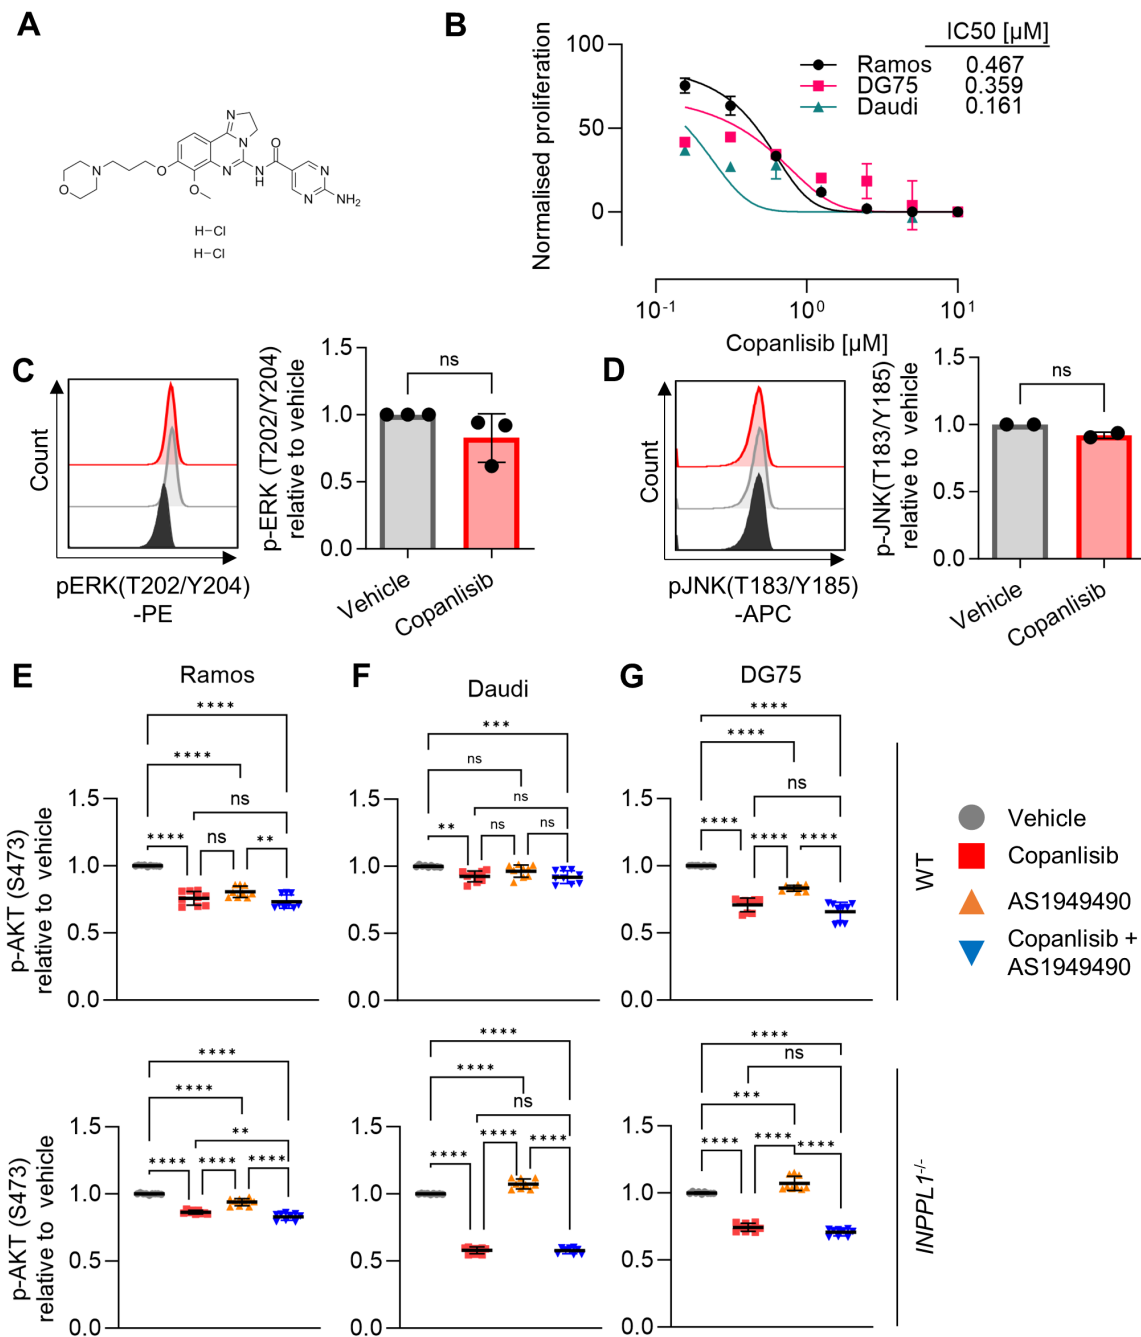 A
N
N
N
N
O
O
O
N
H
O
N
N
NH2
H-Cl
H-Cl
B
Normalised proliferation
100
50
0
10-1
100
101
Copanlisib [µM]
IC50 [µM]
Ramos 0.467
DG75 0.359
Daudi 0.161
C
Count
pERK(T202/Y204)
-PE
p-ERK (T202/Y204)
relative to vehicle
1.5
1.0
0.5
0.0
ns
Vehicle
Copanlisib
D
Count
pJNK(T183/Y185)
-APC
p-JNK(T183/Y185)
relative to vehicle
1.5
1.0
0.5
0.0
ns
Vehicle
Copanlisib
E
Ramos
p-AKT (S473)
relative to vehicle
1.5
1.0
0.5
0.0
****
****
ns
**** ns **
F
Daudi
1.5
1.0
0.5
0.0
***
ns
ns
** ns ns
G
DG75
1.5
1.0
0.5
0.0
****
****
ns
**** **** ****
WT
Vehicle
Copanlisib
AS1949490
Copanlisib +
AS1949490
p-AKT (S473)
relative to vehicle
1.5
1.0
0.5
0.0
****
****
**
**** **** ****
1.5
1.0
0.5
0.0
****
****
ns
**** **** ****
1.5
1.0
0.5
0.0
****
ns
***
**** **** ****
INPPL1-/-